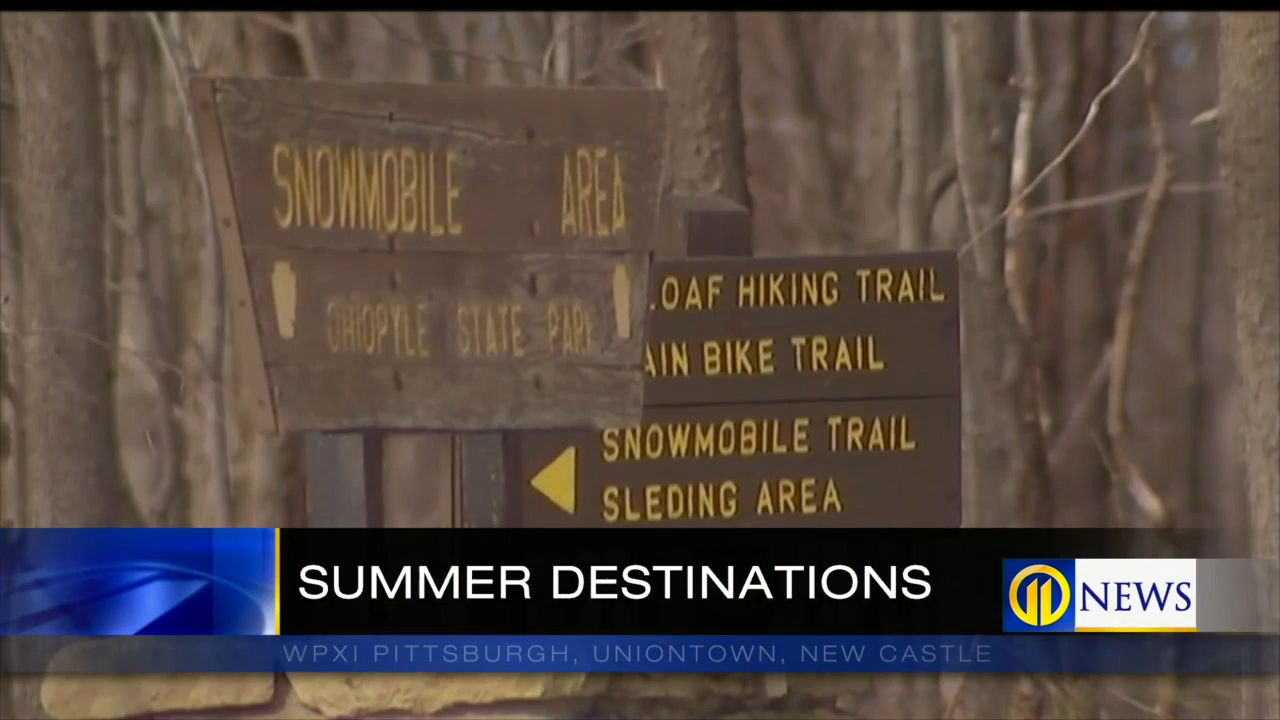 SNOWMOBILE AREA
OHIOPYLE STATE PARK
.OAF HIKING TRAIL
AIN BIKE TRAIL
SNOWMOBILE TRAIL
SLEDING AREA
SUMMER DESTINATIONS
11 NEWS
WPXI PITTSBURGH, UNIONTOWN, NEW CASTLE